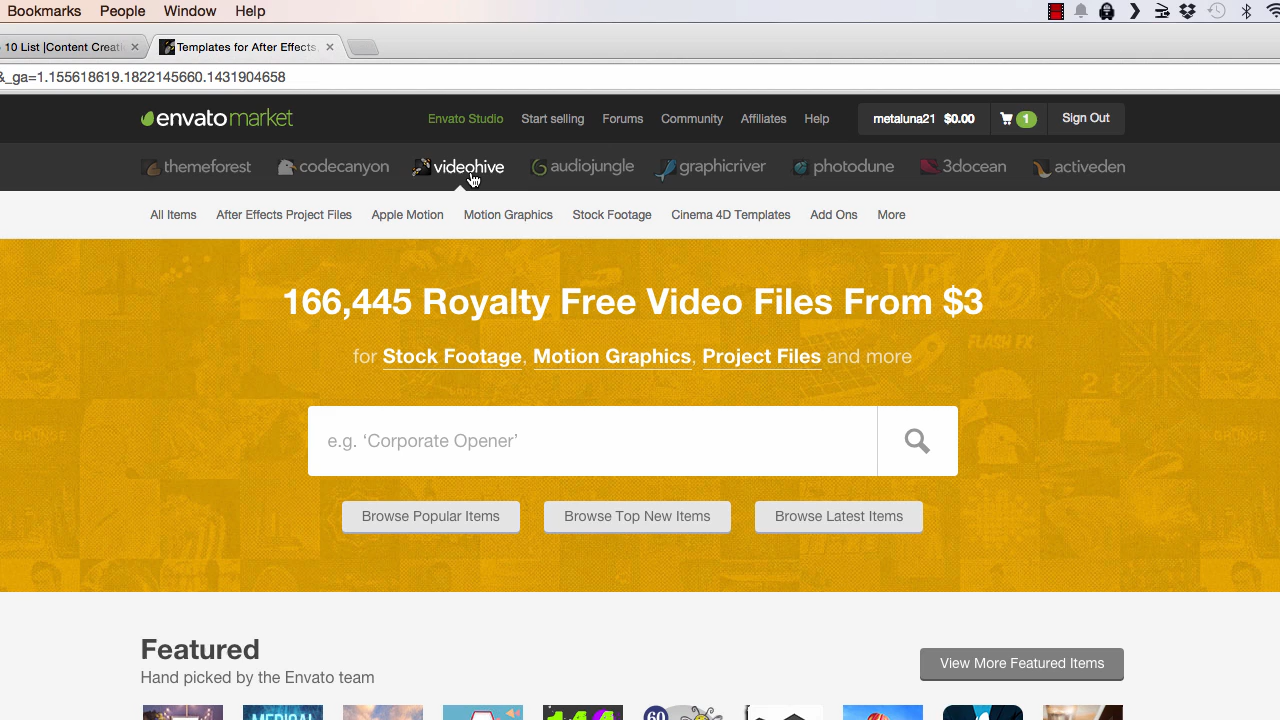 Bookmarks People Window Help
10 List |Content Creati
Templates for After Effects
&_ga=1.155618619.1822145660.1431904658
envatomarket Envato Studio Start selling Forums Community Affiliates Help metaluna21 $0.00 1 Sign Out
themeforest codecanyon videohive audiojungle graphicriver photodune 3docean activeden
All Items After Effects Project Files Apple Motion Motion Graphics Stock Footage Cinema 4D Templates Add Ons More
166,445 Royalty Free Video Files From $3
for Stock Footage, Motion Graphics, Project Files and more
FLASH FX
e.g. ‘Corporate Opener’
Browse Popular Items Browse Top New Items Browse Latest Items
Featured
Hand picked by the Envato team
View More Featured Items
MEDICAL
60